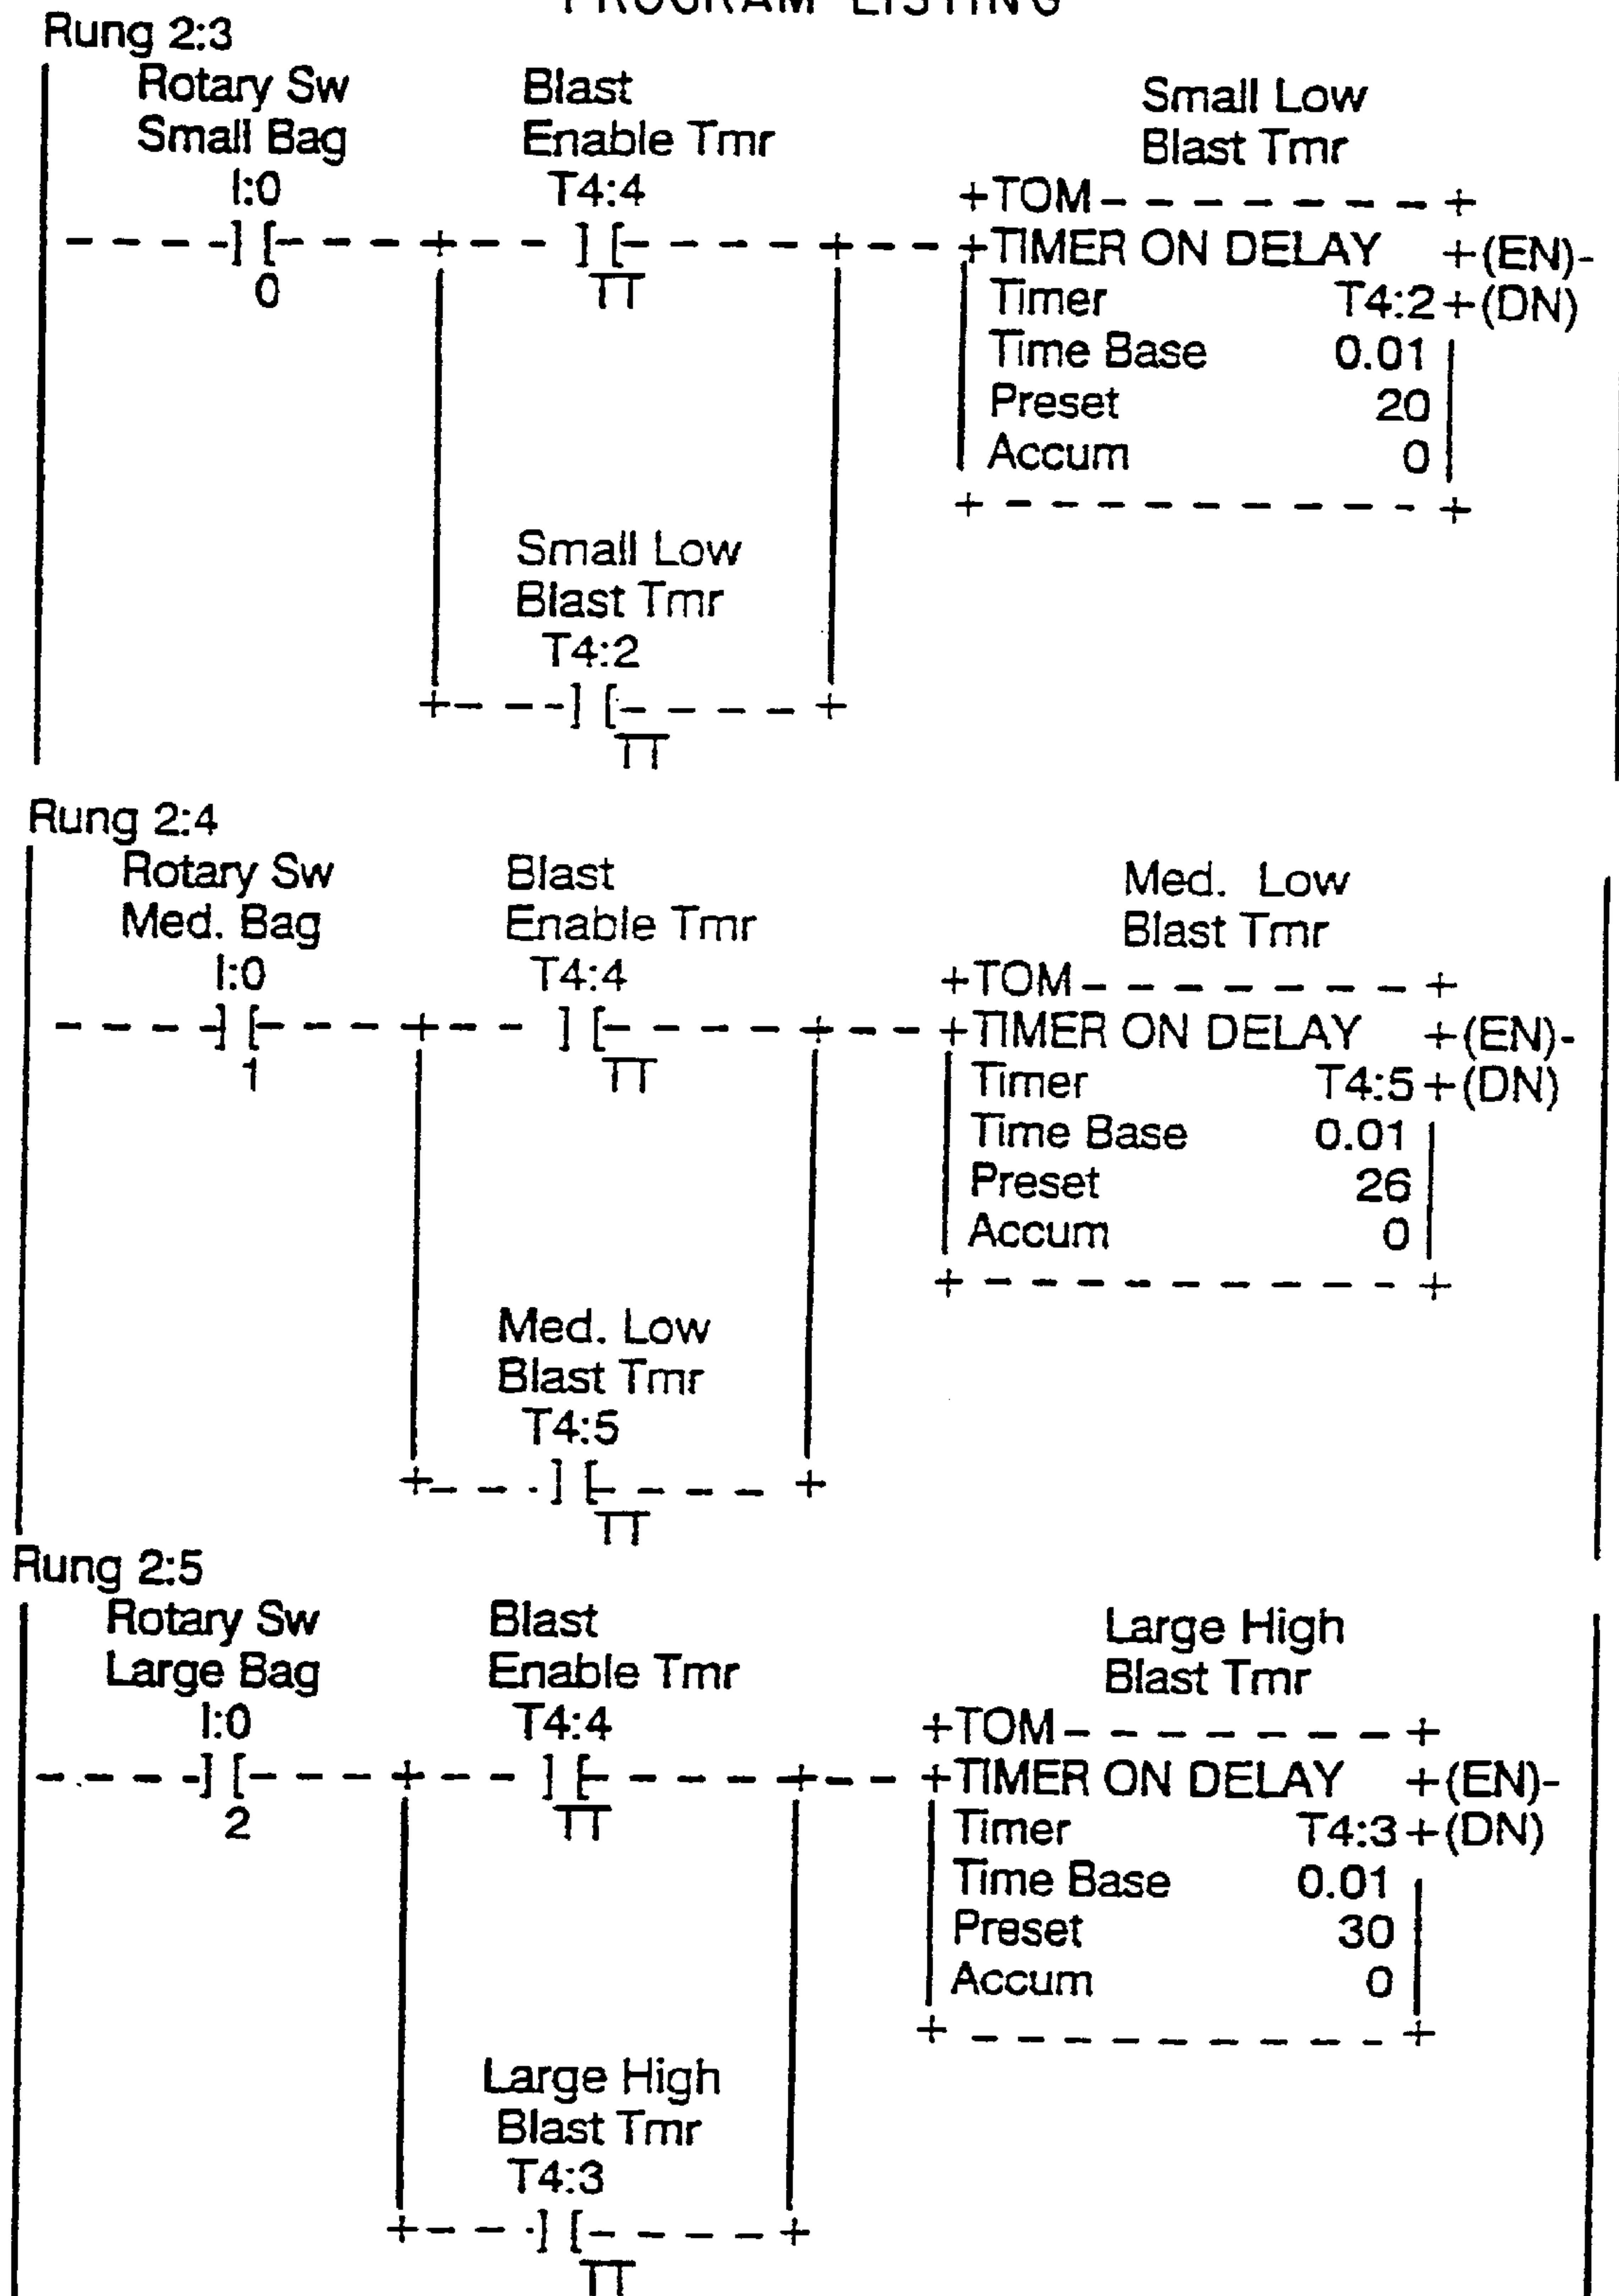 PROGRAM LISTING
Rung 2:3
Rotary Sw
Small Bag
I:0
] [
0
Blast
Enable Tmr
T4:4
] [
TT
Small Low
Blast Tmr
+TOM- - - - - - - -+
+TIMER ON DELAY +(EN)-
Timer T4:2+(DN)
Time Base 0.01
Preset 20
Accum 0
Small Low
Blast Tmr
T4:2
] [
TT
Rung 2:4
Rotary Sw
Med. Bag
I:0
] [
1
Blast
Enable Tmr
T4:4
] [
TT
Med. Low
Blast Tmr
+TOM- - - - - - - -+
+TIMER ON DELAY +(EN)-
Timer T4:5+(DN)
Time Base 0.01
Preset 26
Accum 0
Med. Low
Blast Tmr
T4:5
] [
TT
Rung 2:5
Rotary Sw
Large Bag
I:0
] [
2
Blast
Enable Tmr
T4:4
] [
TT
Large High
Blast Tmr
+TOM- - - - - - - -+
+TIMER ON DELAY +(EN)-
Timer T4:3+(DN)
Time Base 0.01
Preset 30
Accum 0
Large High
Blast Tmr
T4:3
] [
TT